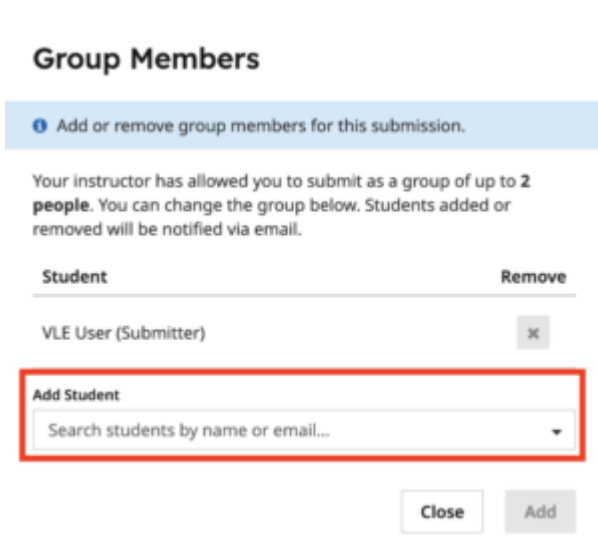 Group Members
Add or remove group members for this submission.
Your instructor has allowed you to submit as a group of up to 2
people. You can change the group below. Students added or
removed will be notified via email.
Student Remove
VLE User (Submitter)
Add Student
Search students by name or email...
Close Add